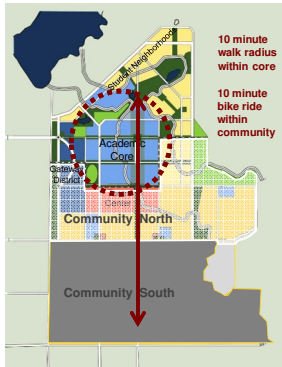 Student Neighborhoods
10 minute
walk radius
within core
10 minute
bike ride
within
community
Academic
Core
Gateway
District
Center
Community North
Community South